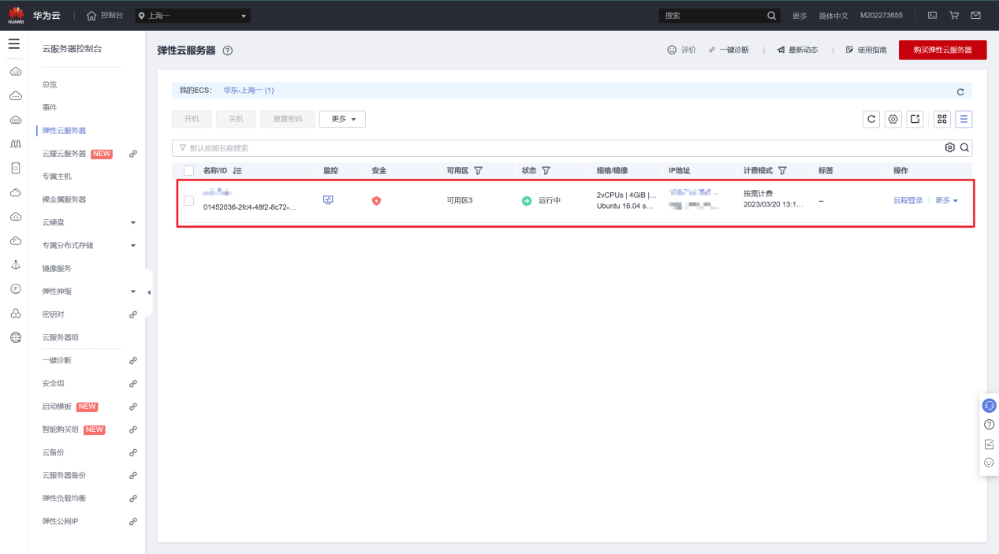 HUAWEI
华为云
控制台
上海一
搜索
更多
简体中文
M202273655
云服务器控制台
总览
事件
弹性云服务器
云耀云服务器 NEW
专属主机
裸金属服务器
云硬盘
专属分布式存储
镜像服务
弹性伸缩
密钥对
云服务器组
一键诊断
安全组
启动模板 NEW
智能购买组 NEW
云备份
云服务器备份
弹性负载均衡
弹性公网IP
弹性云服务器
评价
一键诊断
最新动态
使用指南
购买弹性云服务器
我的ECS： 华东-上海一 (1)
开机 关机 重置密码 更多
默认按照名称搜索
名称/ID 监控 安全 可用区 状态 规格/镜像 IP地址 计费模式 标签 操作
01452036-2fc4-48f2-8c72-...
可用区3
运行中
2vCPUs | 4GiB |...
Ubuntu 16.04 s...
按需计费
2023/03/20 13:1...
--
远程登录 更多